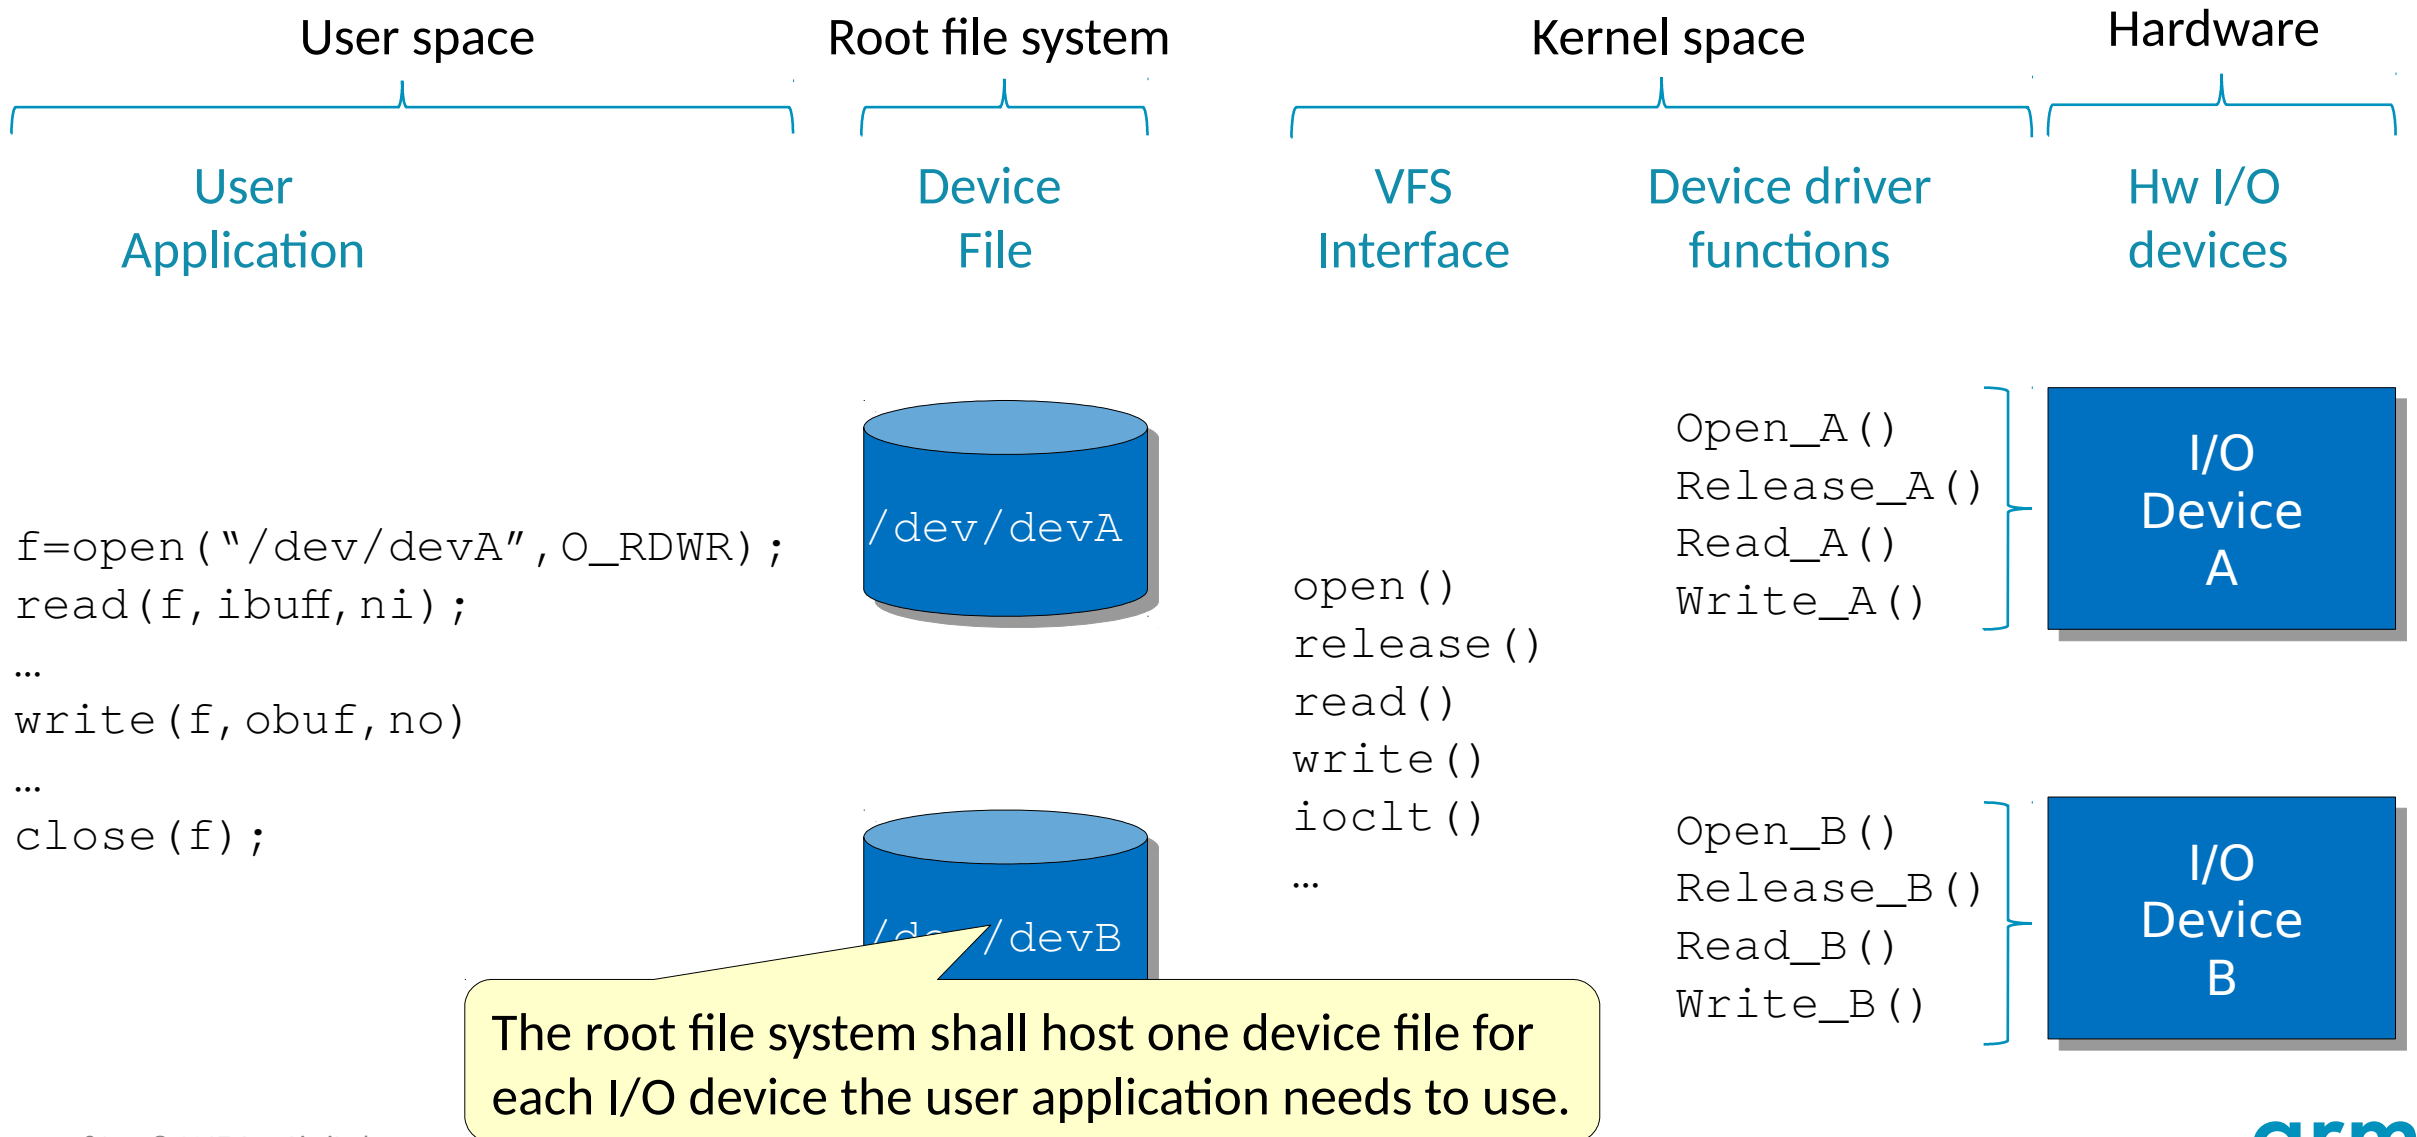 User space
Root file system
Kernel space
Hardware
User
Application
Device
File
VFS
Interface
Device driver
functions
Hw I/O
devices
f=open(“/dev/devA”,O_RDWR);
read(f,ibuff,ni);
…
write(f,obuf,no)
…
close(f);
/dev/devA
/devB
open()
release()
read()
write()
ioclt()
…
Open_A()
Release_A()
Read_A()
Write_A()
Open_B()
Release_B()
Read_B()
Write_B()
I/O
Device
A
I/O
Device
B
The root file system shall host one device file for
each I/O device the user application needs to use.
arm